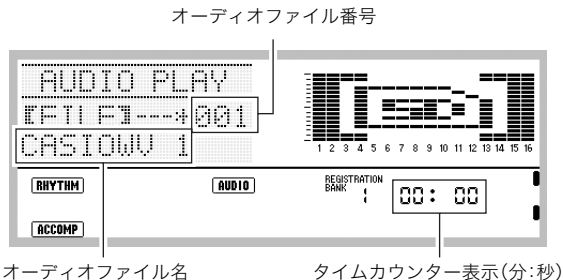 オーディオファイル番号
AUDIO PLAY
[FILE]---*001
CASIOWV 1
SD
1 2 3 4 5 6 7 8 9 10 11 12 13 14 15 16
RHYTHM
AUDIO
REGISTRATION
BANK 1
00: 00
ACCOMP
オーディオファイル名
タイムカウンター表示(分:秒)